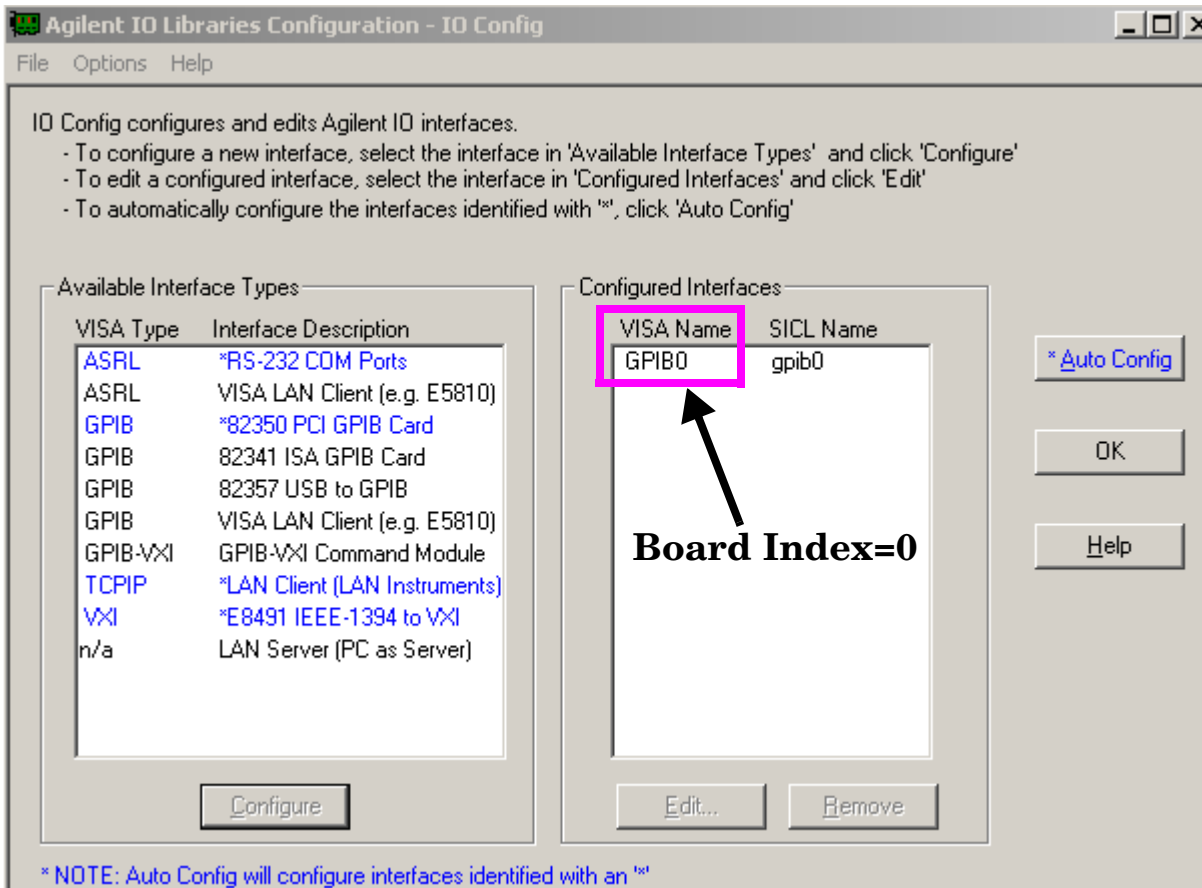 Agilent IO Libraries Configuration - IO Config
File Options Help
IO Config configures and edits Agilent IO interfaces.
- To configure a new interface, select the interface in 'Available Interface Types' and click 'Configure'
- To edit a configured interface, select the interface in 'Configured Interfaces' and click 'Edit'
- To automatically configure the interfaces identified with '*', click 'Auto Config'
Available Interface Types
VISA Type Interface Description
ASRL *RS-232 COM Ports
ASRL VISA LAN Client (e.g. E5810)
GPIB *82350 PCI GPIB Card
GPIB 82341 ISA GPIB Card
GPIB 82357 USB to GPIB
GPIB VISA LAN Client (e.g. E5810)
GPIB-VXI GPIB-VXI Command Module
TCPIP *LAN Client (LAN Instruments)
VXI *E8491 IEEE-1394 to VXI
n/a LAN Server (PC as Server)
Configure
Configured Interfaces
VISA Name SICL Name
GPIB0 gpib0
Board Index=0
Edit... Remove
* Auto Config
OK
Help
* NOTE: Auto Config will configure interfaces identified with an '*'